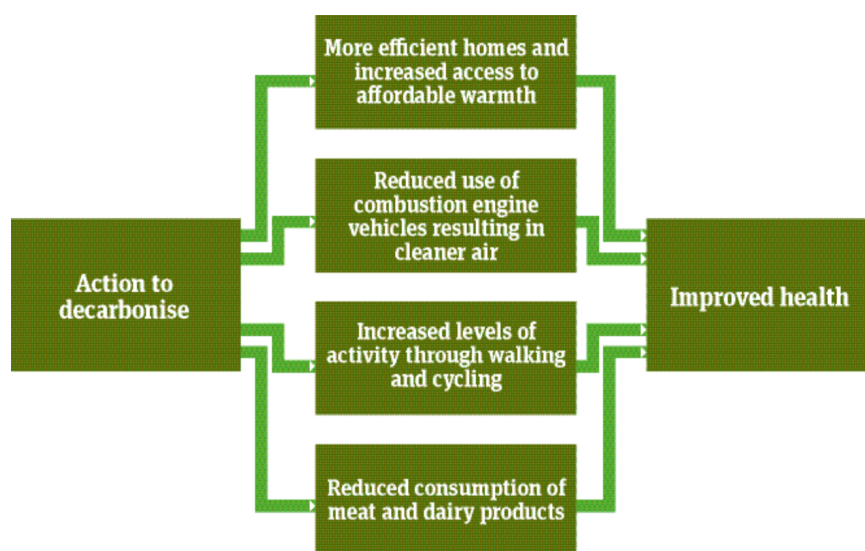 More efficient homes and
increased access to
affordable warmth
Reduced use of
combustion engine
vehicles resulting in
cleaner air
Action to
decarbonise
Improved health
Increased levels of
activity through walking
and cycling
Reduced consumption of
meat and dairy products